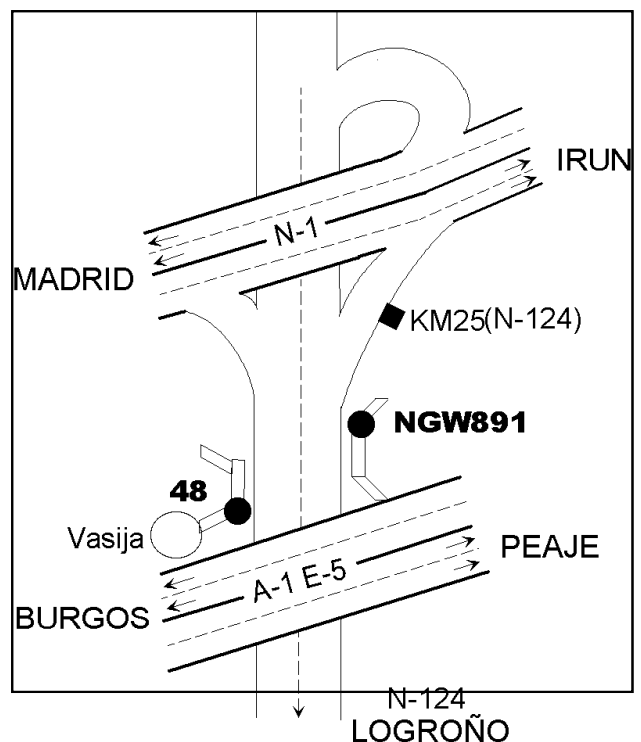 IRUN
N-1
MADRID
KM25(N-124)
NGW891
48
Vasija
PEAJE
A-1 E-5
BURGOS
N-124
LOGROÑO